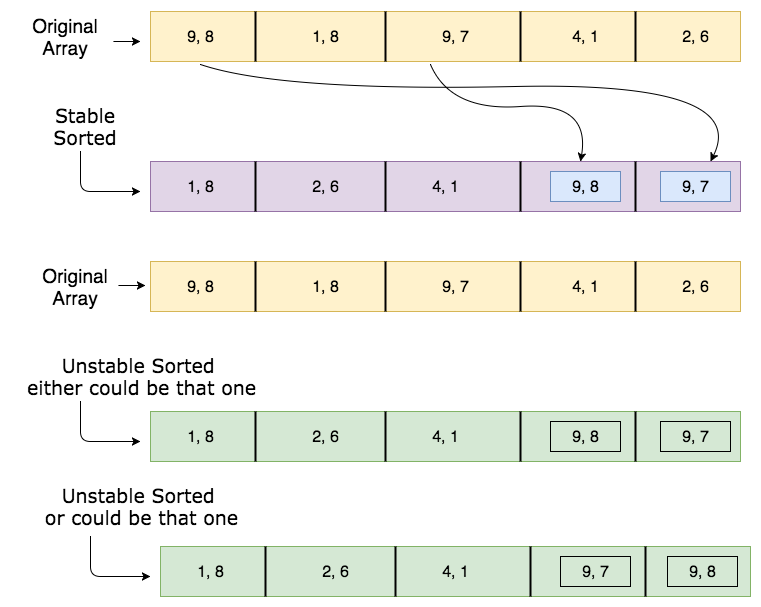 Original
Array
9, 8 1, 8 9, 7 4, 1 2, 6
Stable
Sorted
1, 8 2, 6 4, 1 9, 8 9, 7
Original
Array
9, 8 1, 8 9, 7 4, 1 2, 6
Unstable Sorted
either could be that one
1, 8 2, 6 4, 1 9, 8 9, 7
Unstable Sorted
or could be that one
1, 8 2, 6 4, 1 9, 7 9, 8